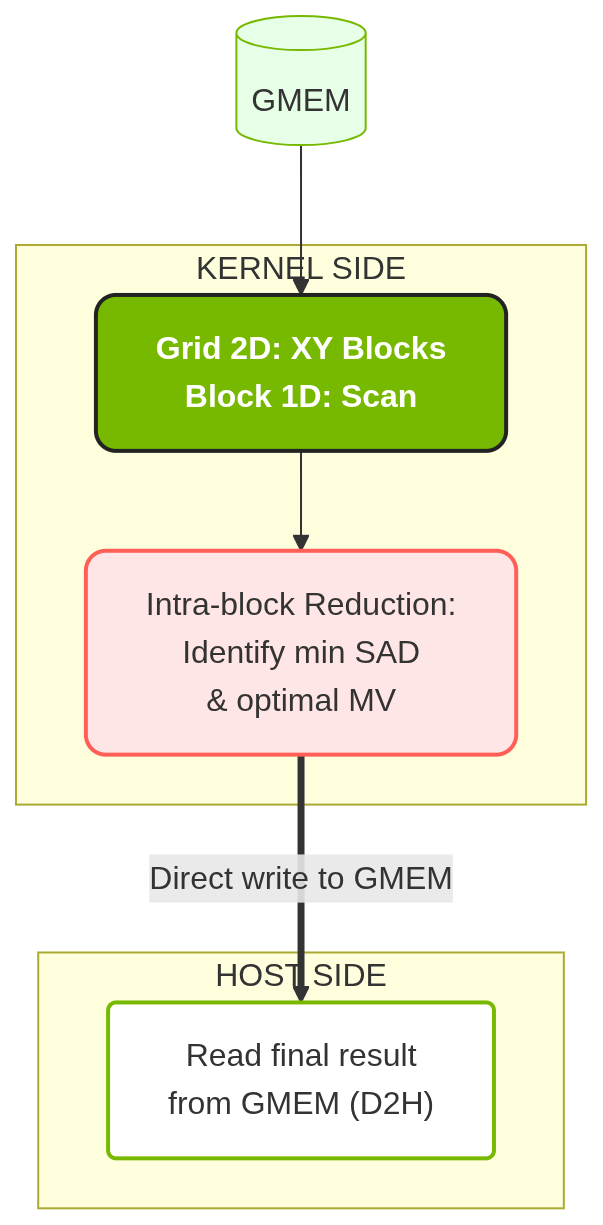 GMEM
KERNEL SIDE
Grid 2D: XY Blocks
Block 1D: Scan
Intra-block Reduction:
Identify min SAD
& optimal MV
Direct write to GMEM
HOST SIDE
Read final result
from GMEM (D2H)